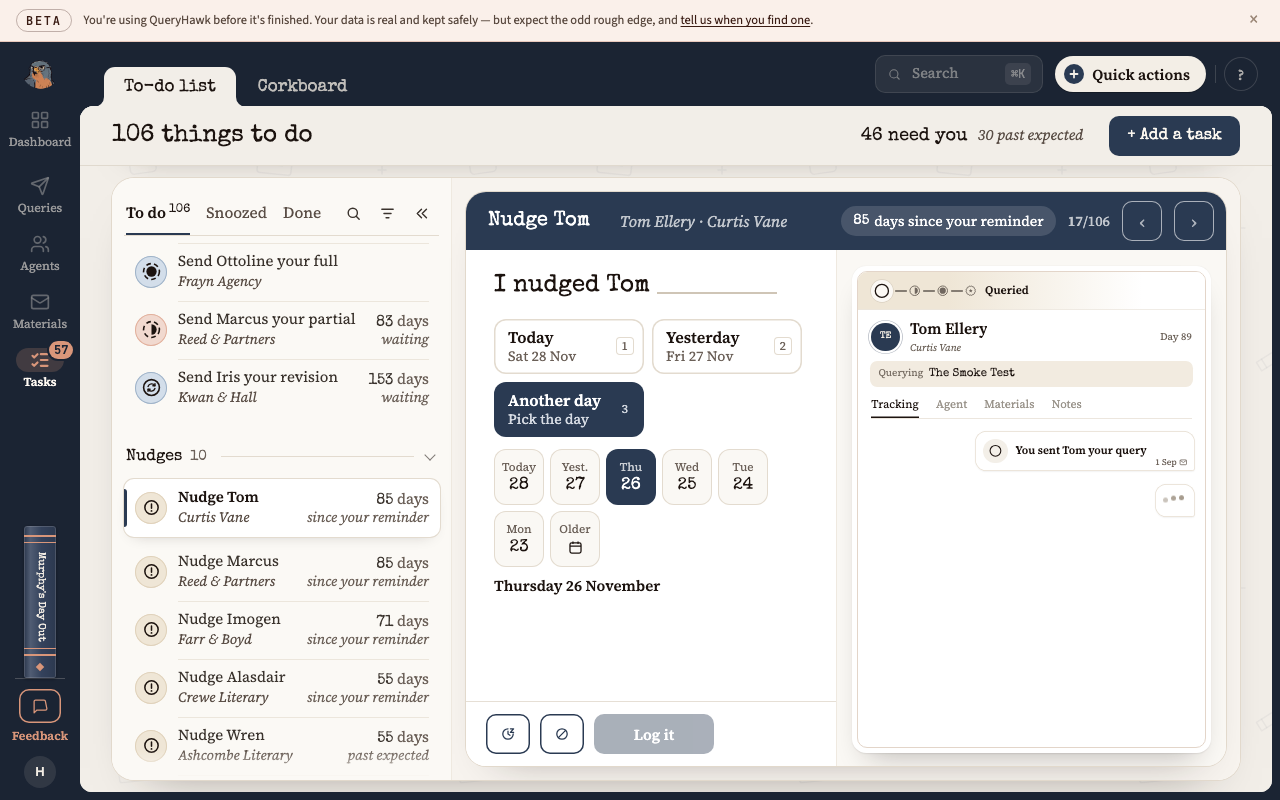 BETA
You're using QueryHawk before it's finished. Your data is real and kept safely — but expect the odd rough edge, and tell us when you find one.
×
To-do list
Corkboard
Search
⌘K
+ Quick actions
?
Dashboard
Queries
Agents
Materials
57
Tasks
Murphy's Day Out
Feedback
H
106 things to do
46 need you
30 past expected
+ Add a task
To do 106
Snoozed
Done
Send Ottoline your full
Frayn Agency
Send Marcus your partial
83 days
Reed & Partners
waiting
Send Iris your revision
153 days
Kwan & Hall
waiting
Nudges 10
Nudge Tom
85 days
Curtis Vane
since your reminder
Nudge Marcus
85 days
Reed & Partners
since your reminder
Nudge Imogen
71 days
Farr & Boyd
since your reminder
Nudge Alasdair
55 days
Crewe Literary
since your reminder
Nudge Wren
55 days
Ashcombe Literary
past expected
Nudge Tom
Tom Ellery · Curtis Vane
85 days since your reminder
17/106
‹
›
I nudged Tom
Today
Sat 28 Nov
1
Yesterday
Fri 27 Nov
2
Another day
Pick the day
3
Today
28
Yest.
27
Thu
26
Wed
25
Tue
24
Mon
23
Older
Thursday 26 November
Log it
Queried
TE
Tom Ellery
Curtis Vane
Day 89
Querying The Smoke Test
Tracking
Agent
Materials
Notes
You sent Tom your query
1 Sep